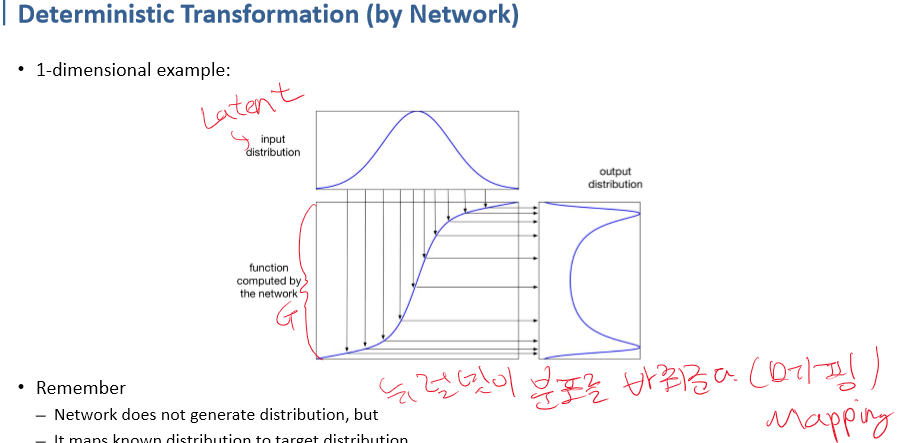 Deterministic Transformation (by Network)
• 1-dimensional example:
Latent
input
distribution
output
distribution
function
computed by
the network
G
뉴럴넷이 분포를 바꿔준다. (매핑)
Mapping
• Remember
– Network does not generate distribution, but
– It maps known distribution to target distribution